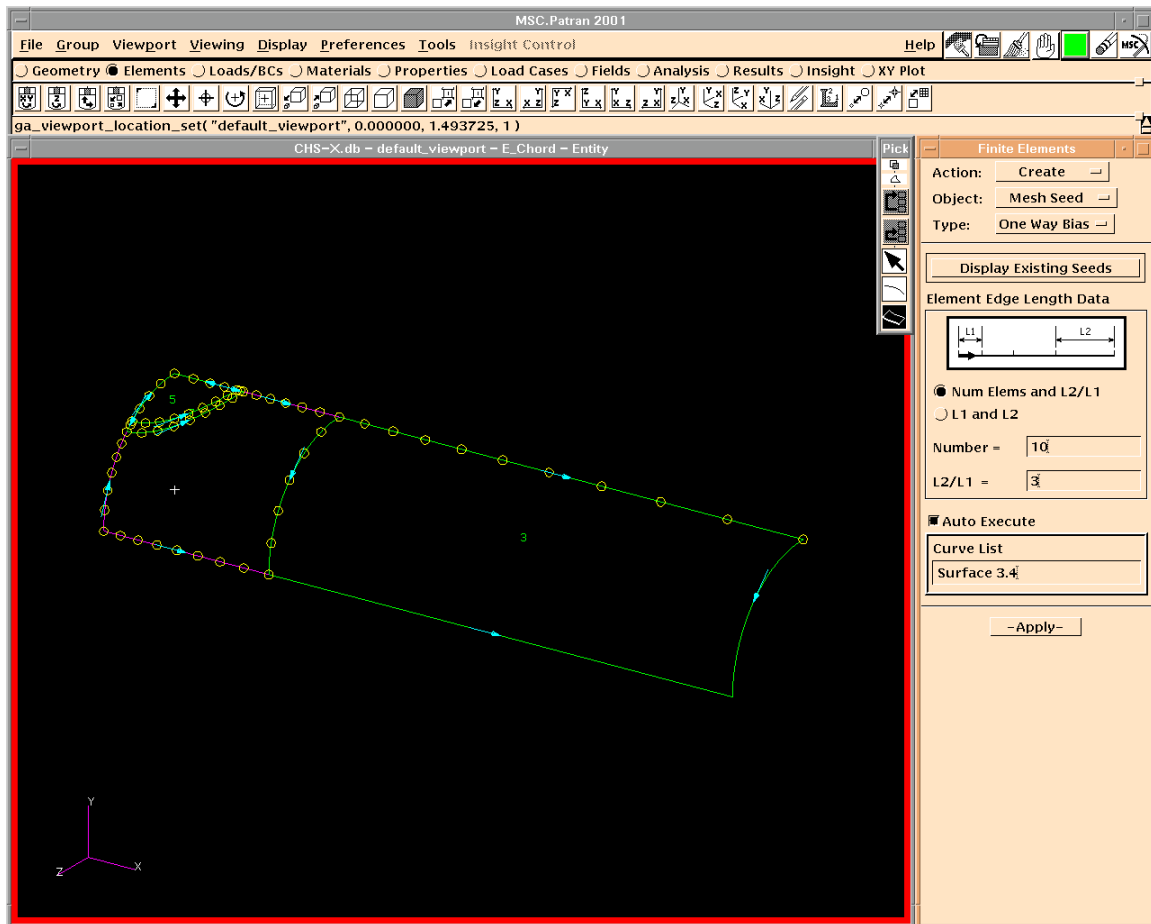 MSC.Patran 2001
File Group Viewport Viewing Display Preferences Tools Insight Control Help
Geometry Elements Loads/BCs Materials Properties Load Cases Fields Analysis Results Insight XY Plot
ga_viewport_location_set( "default_viewport", 0.000000, 1.493725, 1 )
CHS-X.db - default_viewport - E_Chord - Entity
Pick
Finite Elements
Action: Create
Object: Mesh Seed
Type: One Way Bias
Display Existing Seeds
Element Edge Length Data
L1 L2
Num Elems and L2/L1
L1 and L2
Number = 10
L2/L1 = 3
Auto Execute
Curve List
Surface 3.4
-Apply-
5
3
Y
Z X